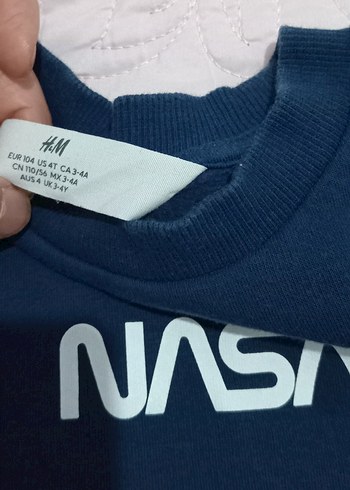 H&M
EUR 104 US 4T CA 3-4A
CN 110/56 MX 3-4A
AUS 4 UK 3-4Y
NASA